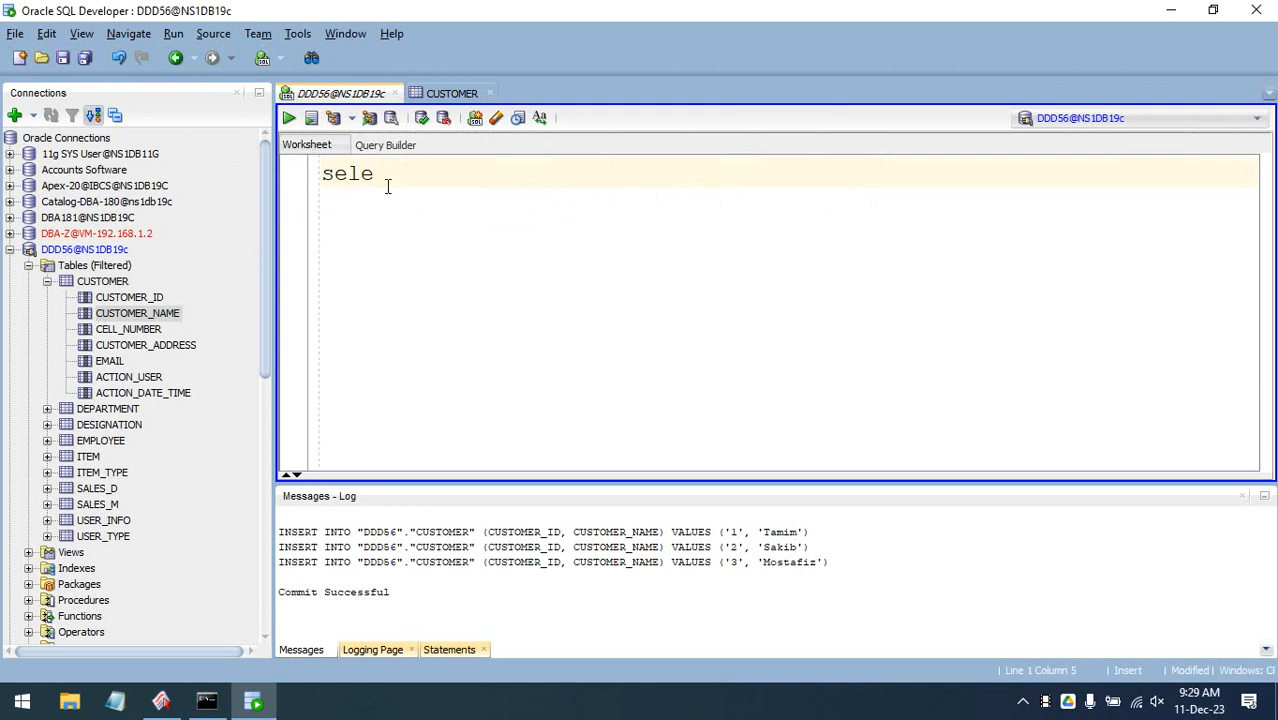 Oracle SQL Developer: DDD56@NS1DB19c
File Edit View Navigate Run Source Team Tools Window Help
Connections
DDD56@NS1DB19c CUSTOMER
DDD56@NS1DB19c
Worksheet Query Builder
sele
Oracle Connections
11g SYS User@NS1DB11G
Accounts Software
Apex-20@IBCS@NS1DB19C
Catalog-DBA-180@ns1db19c
DBA181@NS1DB19C
DBA-Z@VM-192.168.1.2
DDD56@NS1DB19c
Tables (Filtered)
CUSTOMER
CUSTOMER_ID
CUSTOMER_NAME
CELL_NUMBER
CUSTOMER_ADDRESS
EMAIL
ACTION_USER
ACTION_DATE_TIME
DEPARTMENT
DESIGNATION
EMPLOYEE
ITEM
ITEM_TYPE
SALES_D
SALES_M
USER_INFO
USER_TYPE
Views
Indexes
Packages
Procedures
Functions
Operators
Messages - Log
INSERT INTO "DDD56"."CUSTOMER" (CUSTOMER_ID, CUSTOMER_NAME) VALUES ('1', 'Tamim')
INSERT INTO "DDD56"."CUSTOMER" (CUSTOMER_ID, CUSTOMER_NAME) VALUES ('2', 'Sakib')
INSERT INTO "DDD56"."CUSTOMER" (CUSTOMER_ID, CUSTOMER_NAME) VALUES ('3', 'Mostafiz')
Commit Successful
Messages Logging Page Statements
Line 1 Column 5 Insert Modified Windows: CF
9:29 AM
11-Dec-23